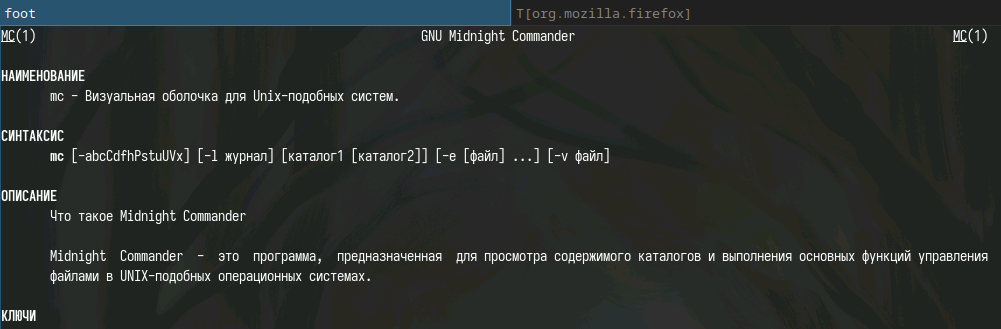 foot
T[org.mozilla.firefox]
MC(1) GNU Midnight Commander MC(1)
НАИМЕНОВАНИЕ
mc - Визуальная оболочка для Unix-подобных систем.
СИНТАКСИС
mc [-abcCdfhPstuUVx] [-l журнал] [каталог1 [каталог2]] [-e [файл] ...] [-v файл]
ОПИСАНИЕ
Что такое Midnight Commander
Midnight Commander - это программа, предназначенная для просмотра содержимого каталогов и выполнения основных функций управления
файлами в UNIX-подобных операционных системах.
КЛЮЧИ